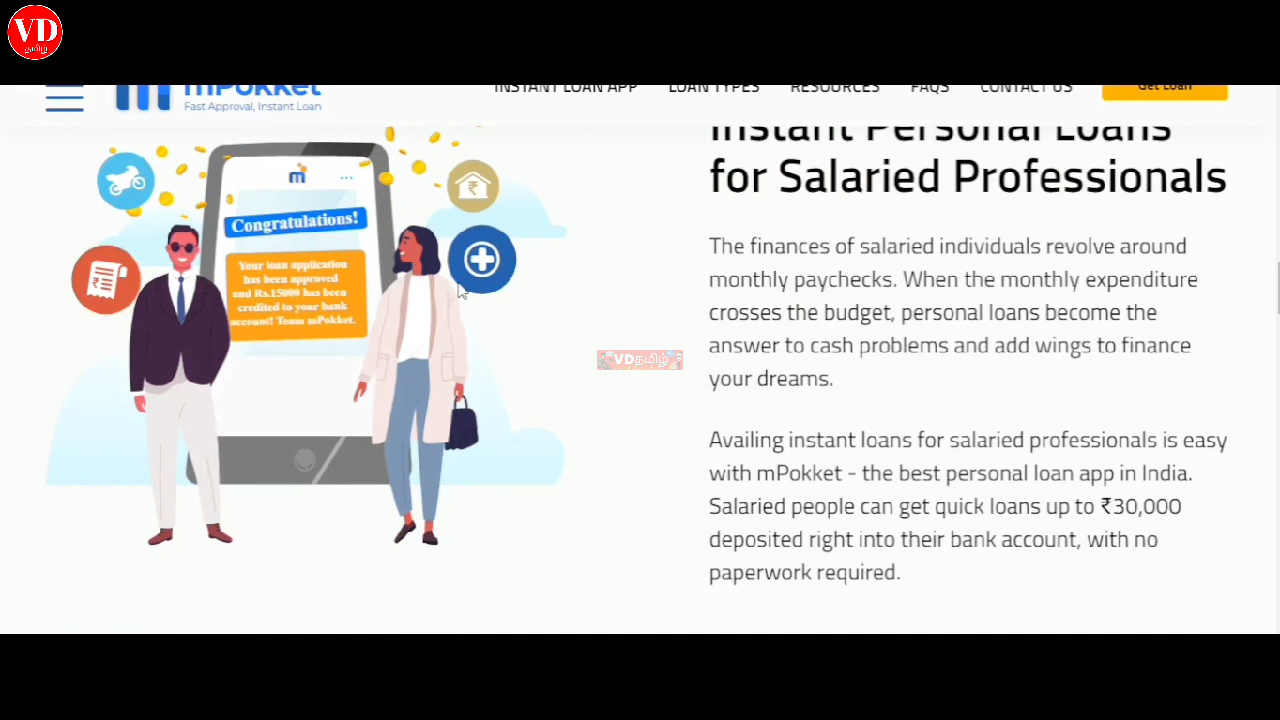 VD
தமிழ்
mPokket
Fast Approval, Instant Loan
INSTANT LOAN APP
LOAN TYPES
RESOURCES
FAQS
CONTACT US
Get Loan
m
Congratulations!
Your loan application
has been approved
and Rs.15000 has been
credited to your bank
account! Team mPokket.
Instant Personal Loans
for Salaried Professionals
The finances of salaried individuals revolve around
monthly paychecks. When the monthly expenditure
crosses the budget, personal loans become the
answer to cash problems and add wings to finance
your dreams.
VDதமிழ்
Availing instant loans for salaried professionals is easy
with mPokket - the best personal loan app in India.
Salaried people can get quick loans up to ₹30,000
deposited right into their bank account, with no
paperwork required.